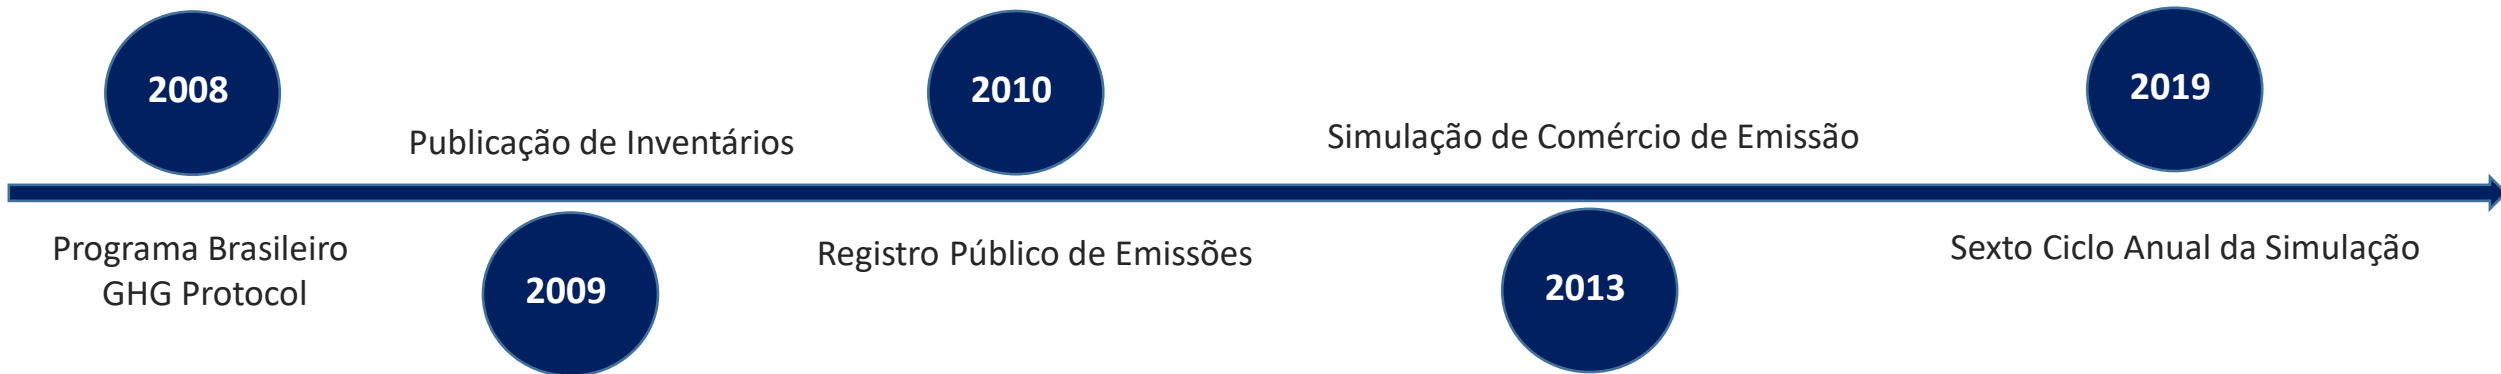 2008
Programa Brasileiro
GHG Protocol
Publicação de Inventários
2009
2010
Registro Público de Emissões
Simulação de Comércio de Emissão
2013
2019
Sexto Ciclo Anual da Simulação